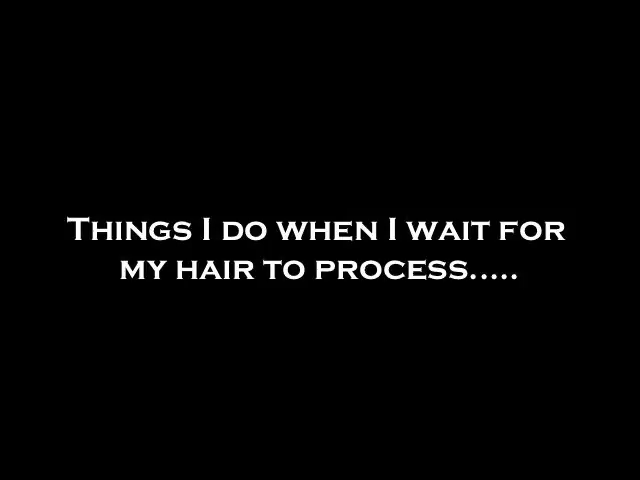 Things I do when I wait for
my hair to process.....